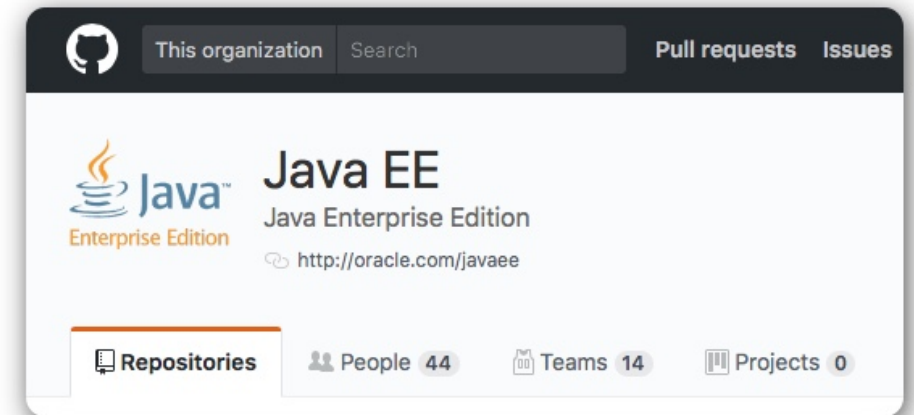 This organization Search Pull requests Issues
Java™
Enterprise Edition
Java EE
Java Enterprise Edition
http://oracle.com/javaee
Repositories People 44 Teams 14 Projects 0